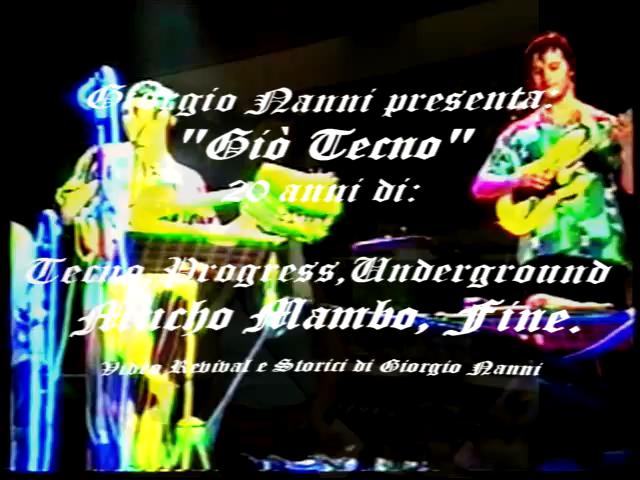 Giorgio Nanni presenta:
"Giò Tecno"
20 anni di:
Tecno, Progress, Underground
Mucho Mambo, Fine.
Video Revival e Storici di Giorgio Nanni